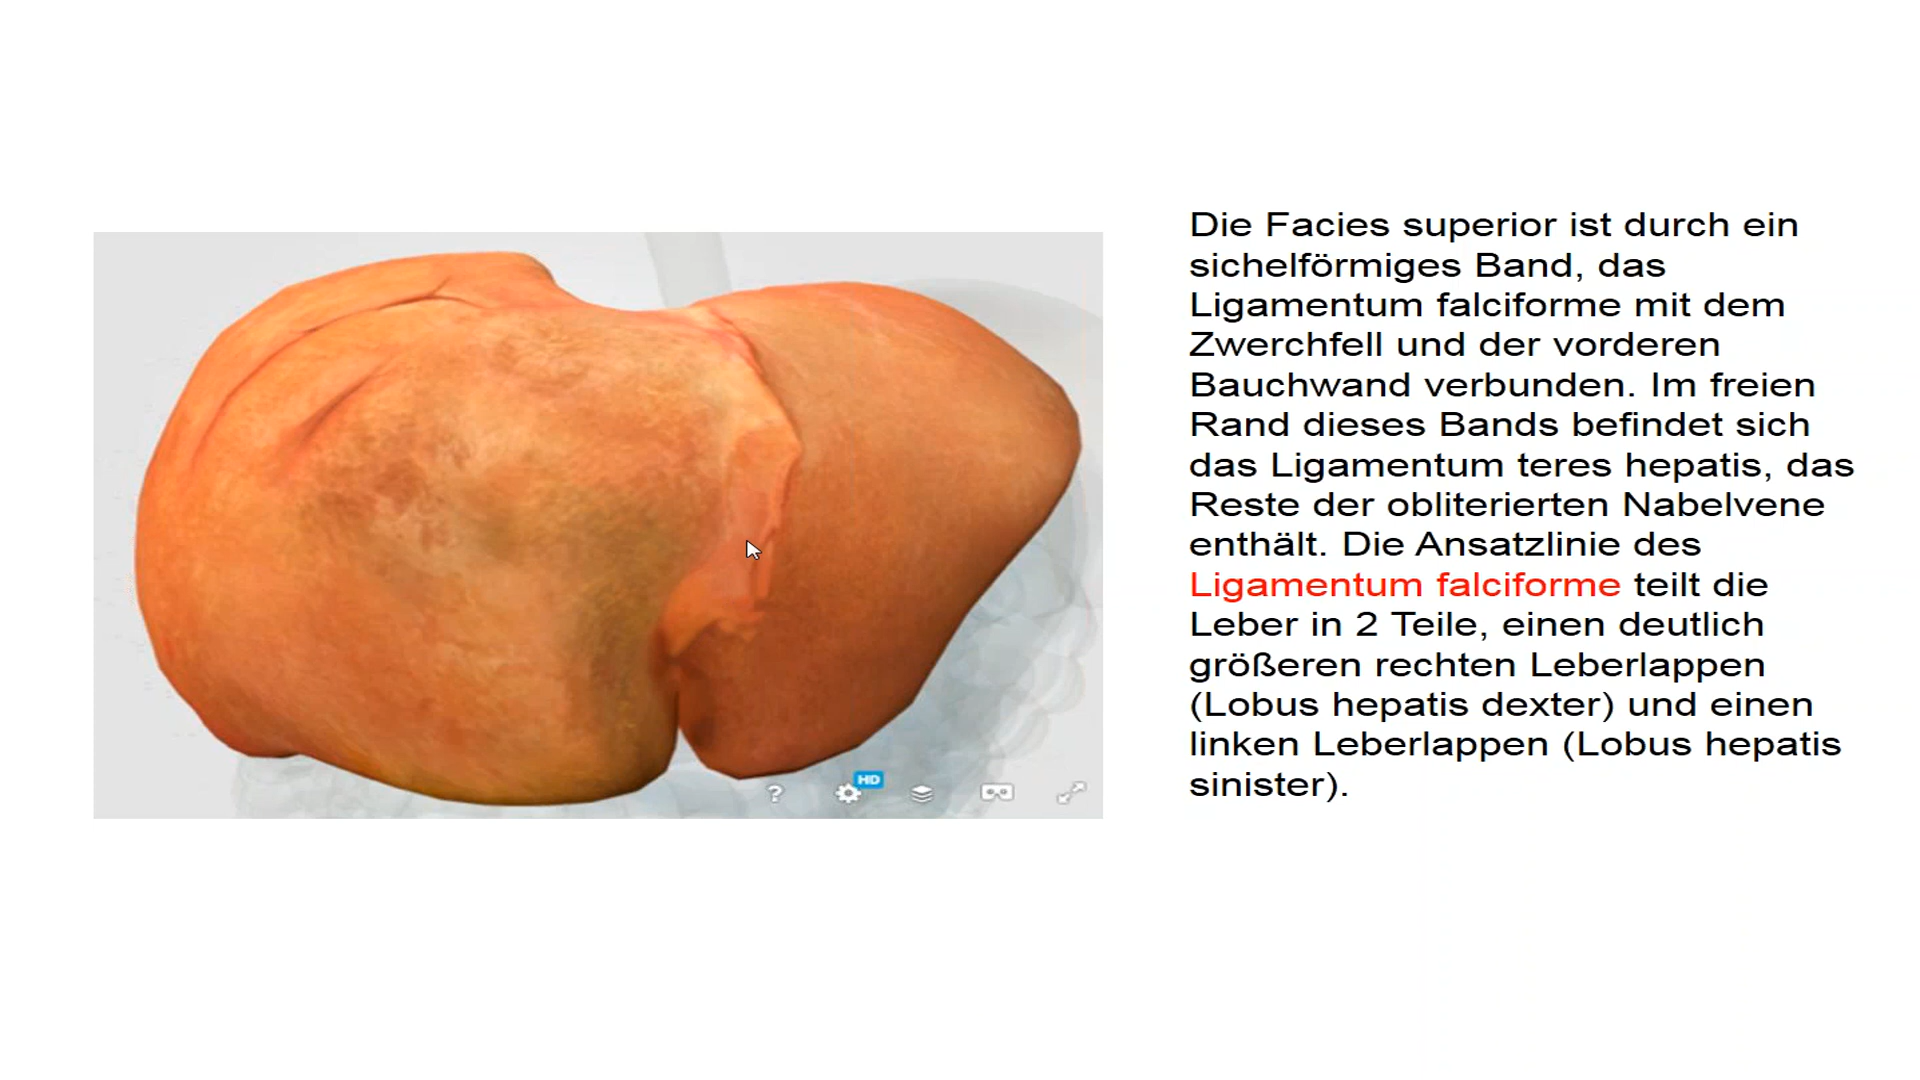 Die Facies superior ist durch ein
sichelförmiges Band, das
Ligamentum falciforme mit dem
Zwerchfell und der vorderen
Bauchwand verbunden. Im freien
Rand dieses Bands befindet sich
das Ligamentum teres hepatis, das
Reste der obliterierten Nabelvene
enthält. Die Ansatzlinie des
Ligamentum falciforme teilt die
Leber in 2 Teile, einen deutlich
größeren rechten Leberlappen
(Lobus hepatis dexter) und einen
linken Leberlappen (Lobus hepatis
sinister).
?
HD